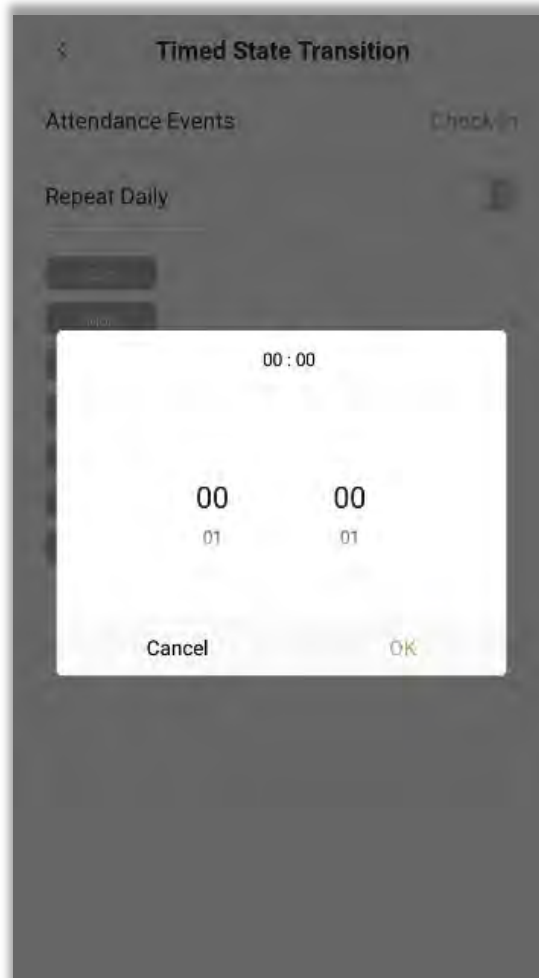 Timed State Transition
Attendance Events Check-In
Repeat Daily
00 : 00
00 00
01 01
Cancel OK